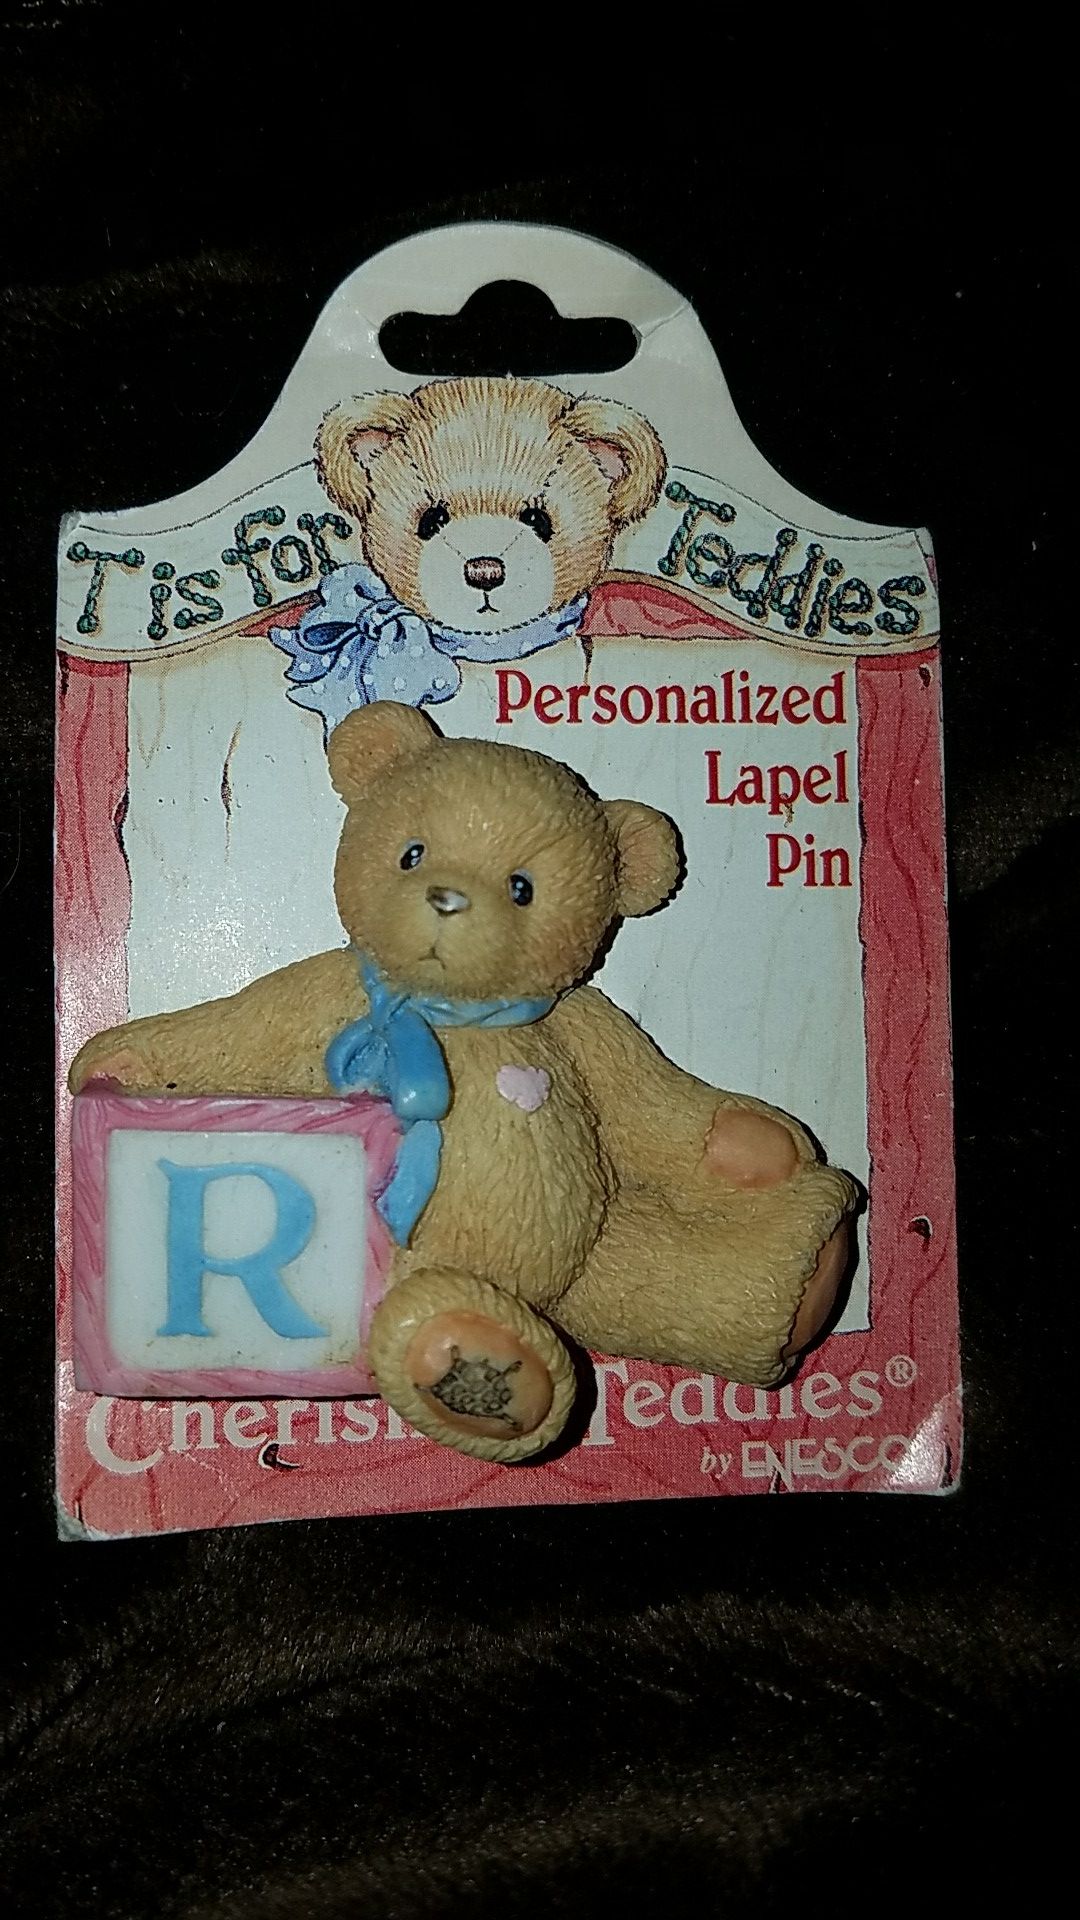 T is for Teddies
Personalized
Lapel
Pin
R
Teddies®
by ENESCO